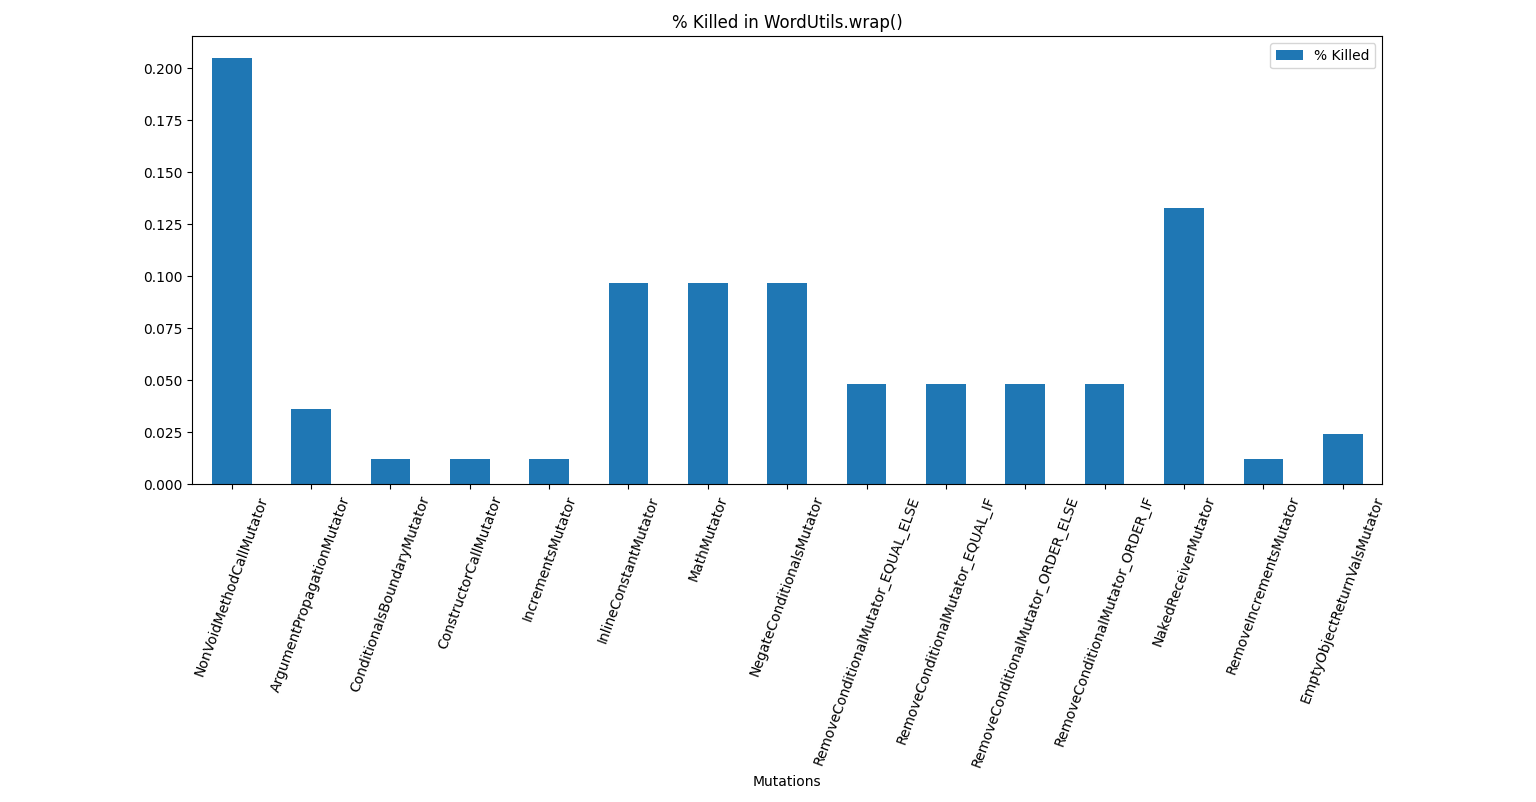 % Killed in WordUtils.wrap()
% Killed
0.200
0.175
0.150
0.125
0.100
0.075
0.050
0.025
0.000
NonVoidMethodCallMutator
ArgumentPropagationMutator
ConditionalsBoundaryMutator
ConstructorCallMutator
IncrementsMutator
InlineConstantMutator
MathMutator
NegateConditionalsMutator
RemoveConditionalMutator_EQUAL_ELSE
RemoveConditionalMutator_EQUAL_IF
RemoveConditionalMutator_ORDER_ELSE
RemoveConditionalMutator_ORDER_IF
NakedReceiverMutator
RemoveIncrementsMutator
EmptyObjectReturnValsMutator
Mutations